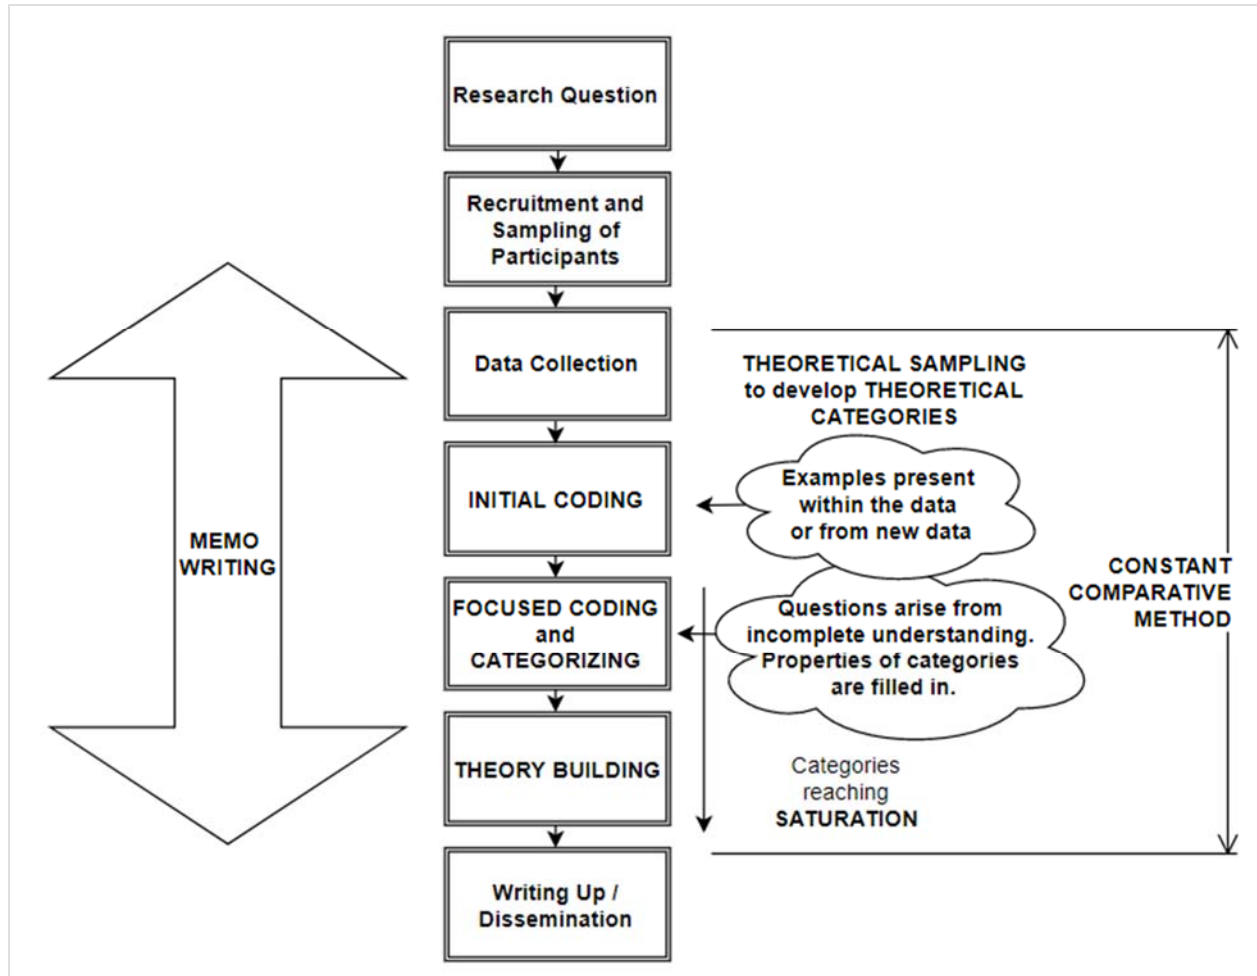 Research Question
Recruitment and
Sampling of
Participants
Data Collection
INITIAL CODING
FOCUSED CODING
and
CATEGORIZING
THEORY BUILDING
Writing Up /
Dissemination
MEMO
WRITING
THEORETICAL SAMPLING
to develop THEORETICAL
CATEGORIES
Examples present
within the data
or from new data
Questions arise from
incomplete understanding.
Properties of categories
are filled in.
Categories
reaching
SATURATION
CONSTANT
COMPARATIVE
METHOD